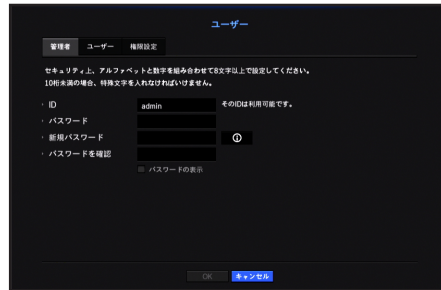 ユーザー
管理者 ユーザー 権限設定
セキュリティ上、アルファベットと数字を組み合わせて8文字以上で設定してください。
10桁未満の場合、特殊文字を入れなければいけません。
・ ID admin そのIDは利用可能です。
・ パスワード
・ 新規パスワード
・ パスワードを確認
パスワードの表示
OK キャンセル